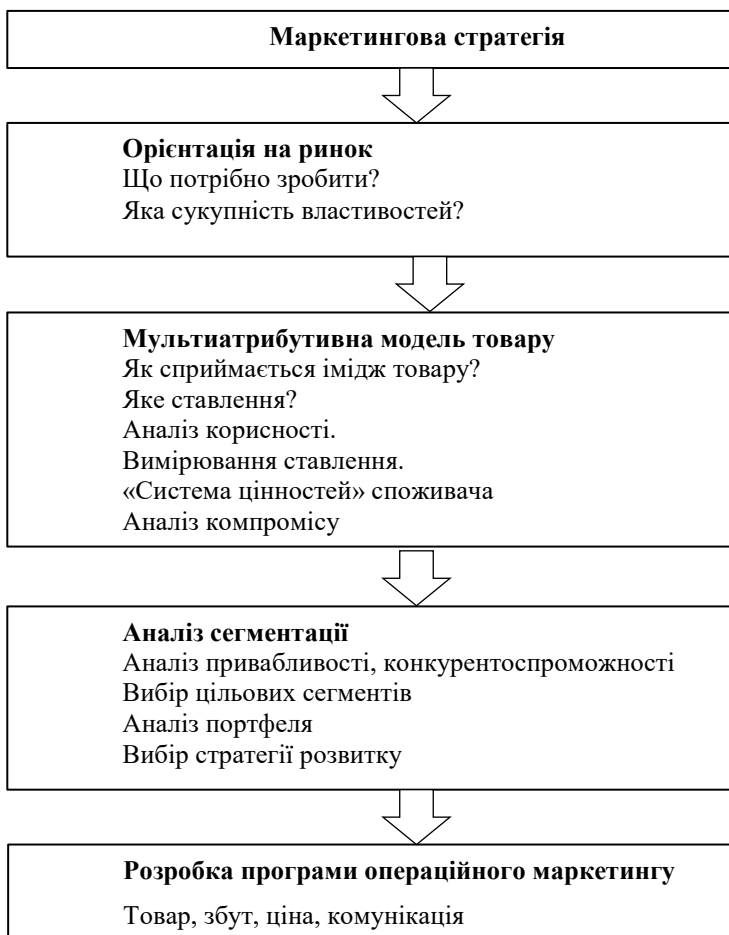 Маркетингова стратегія
Орієнтація на ринок
Що потрібно зробити?
Яка сукупність властивостей?
Мультиатрибутивна модель товару
Як сприймається імідж товару?
Яке ставлення?
Аналіз корисності.
Вимірювання ставлення.
«Система цінностей» споживача
Аналіз компромісу
Аналіз сегментації
Аналіз привабливості, конкурентоспроможності
Вибір цільових сегментів
Аналіз портфеля
Вибір стратегії розвитку
Розробка програми операційного маркетингу
Товар, збут, ціна, комунікація